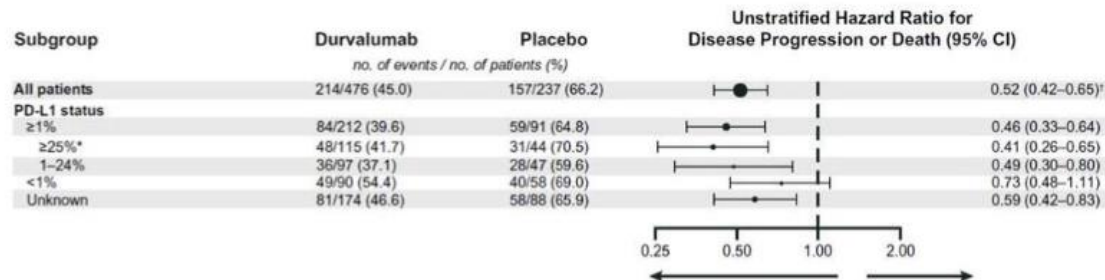 Unstratified Hazard Ratio for
Subgroup Durvalumab Placebo Disease Progression or Death (95% CI)
no. of events / no. of patients (%)
All patients 214/476 (45.0) 157/237 (66.2) 0.52 (0.42–0.65)†
PD-L1 status
≥1% 84/212 (39.6) 59/91 (64.8) 0.46 (0.33–0.64)
≥25%* 48/115 (41.7) 31/44 (70.5) 0.41 (0.26–0.65)
1–24% 36/97 (37.1) 28/47 (59.6) 0.49 (0.30–0.80)
<1% 49/90 (54.4) 40/58 (69.0) 0.73 (0.48–1.11)
Unknown 81/174 (46.6) 58/88 (65.9) 0.59 (0.42–0.83)
0.25 0.50 1.00 2.00